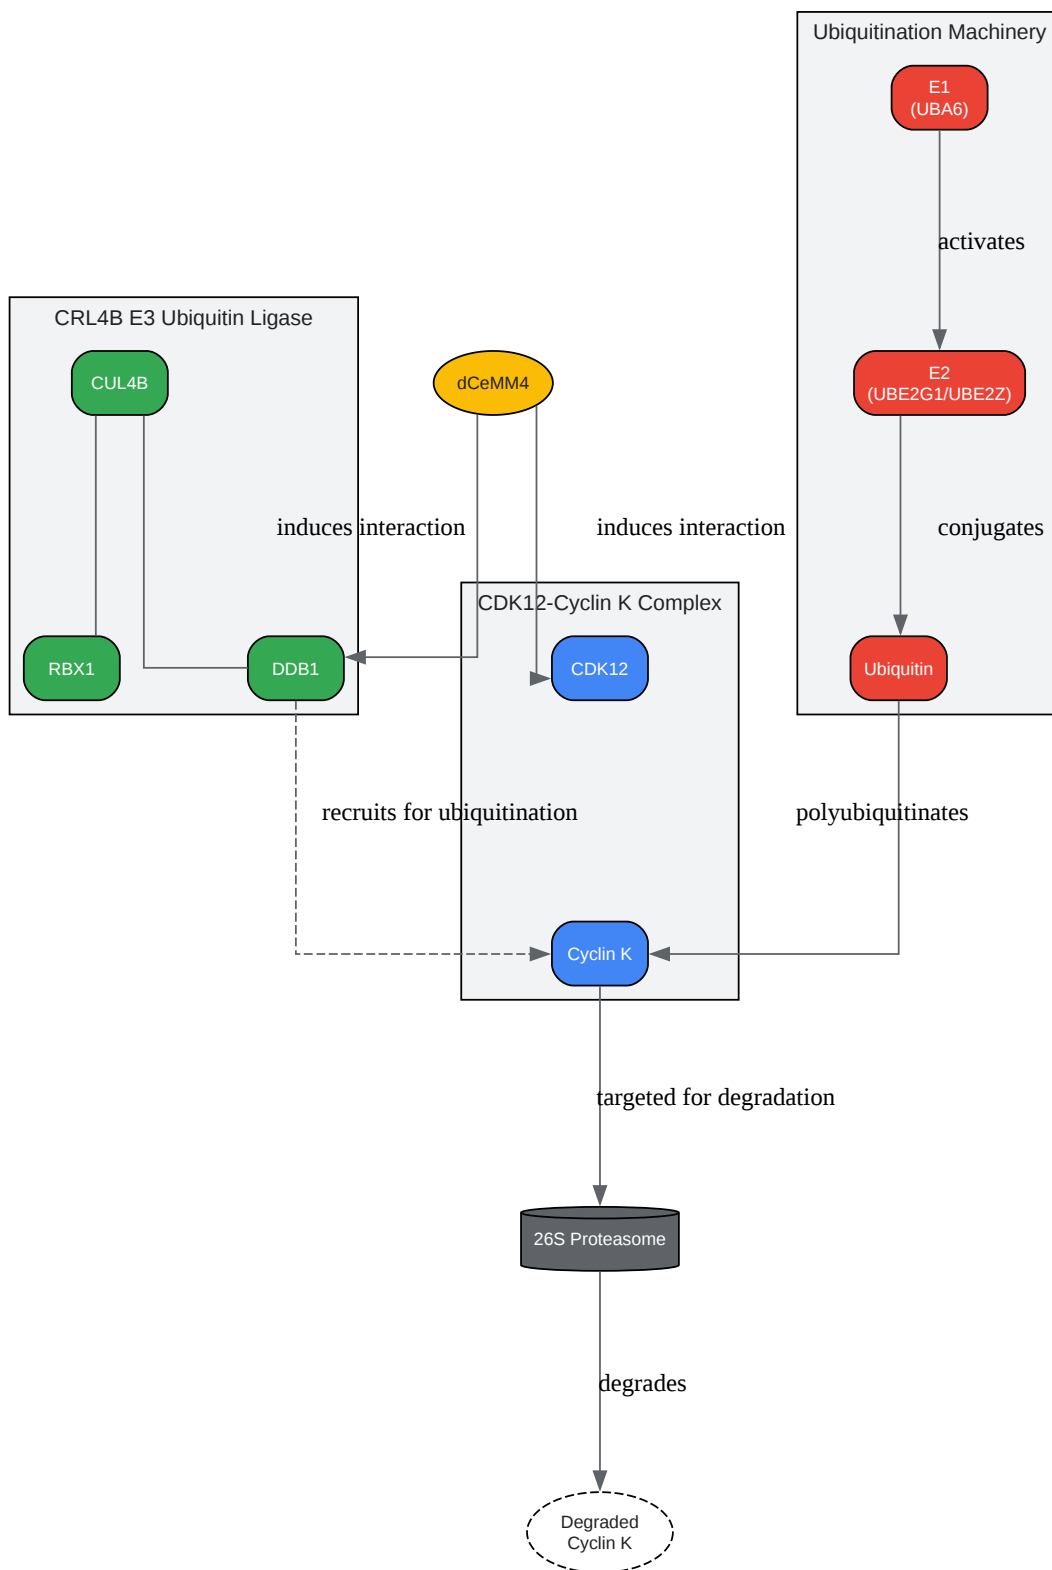 Ubiquitination Machinery
E1
(UBA6)
activates
CRL4B E3 Ubiquitin Ligase
CUL4B
dCeMM4
E2
(UBE2G1/UBE2Z)
induces interaction
induces interaction
conjugates
CDK12-Cyclin K Complex
RBX1
DDB1
CDK12
Ubiquitin
recruits for ubiquitination
polyubiquitinates
Cyclin K
targeted for degradation
26S Proteasome
degrades
Degraded
Cyclin K